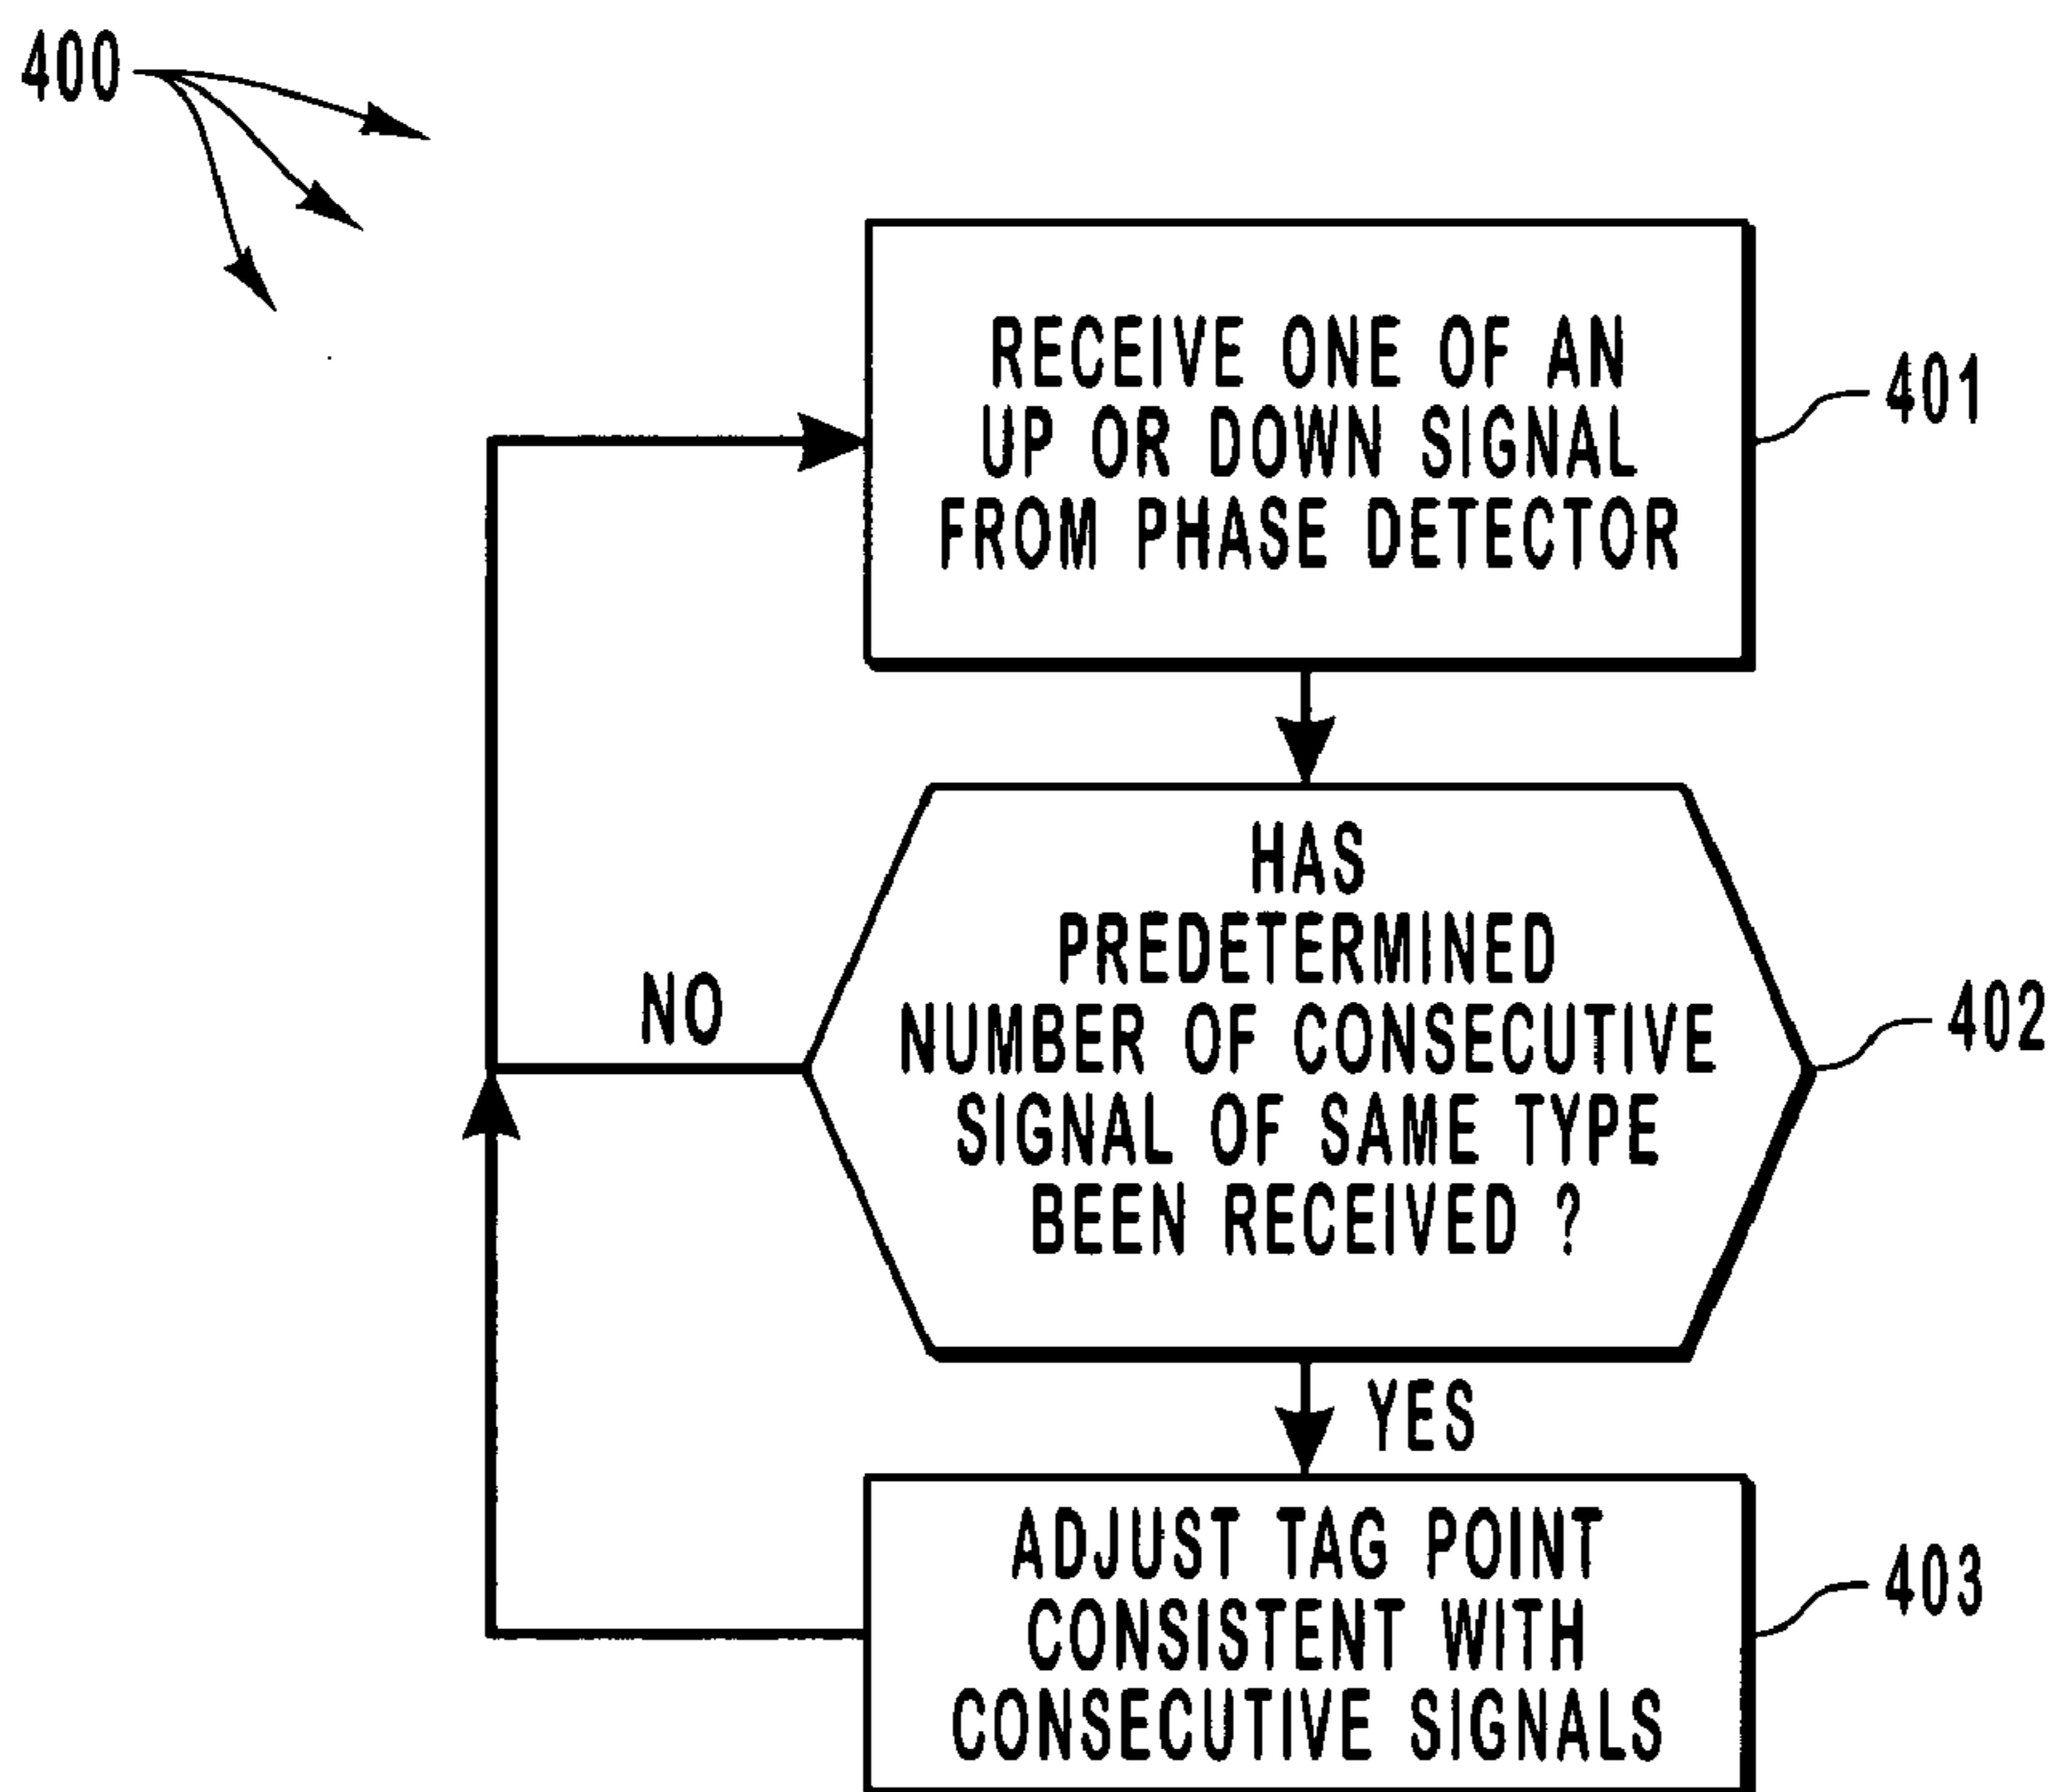 400
RECEIVE ONE OF AN
UP OR DOWN SIGNAL
FROM PHASE DETECTOR
401
HAS
PREDETERMINED
NUMBER OF CONSECUTIVE
SIGNAL OF SAME TYPE
BEEN RECEIVED ?
402
NO
YES
ADJUST TAG POINT
CONSISTENT WITH
CONSECUTIVE SIGNALS
403